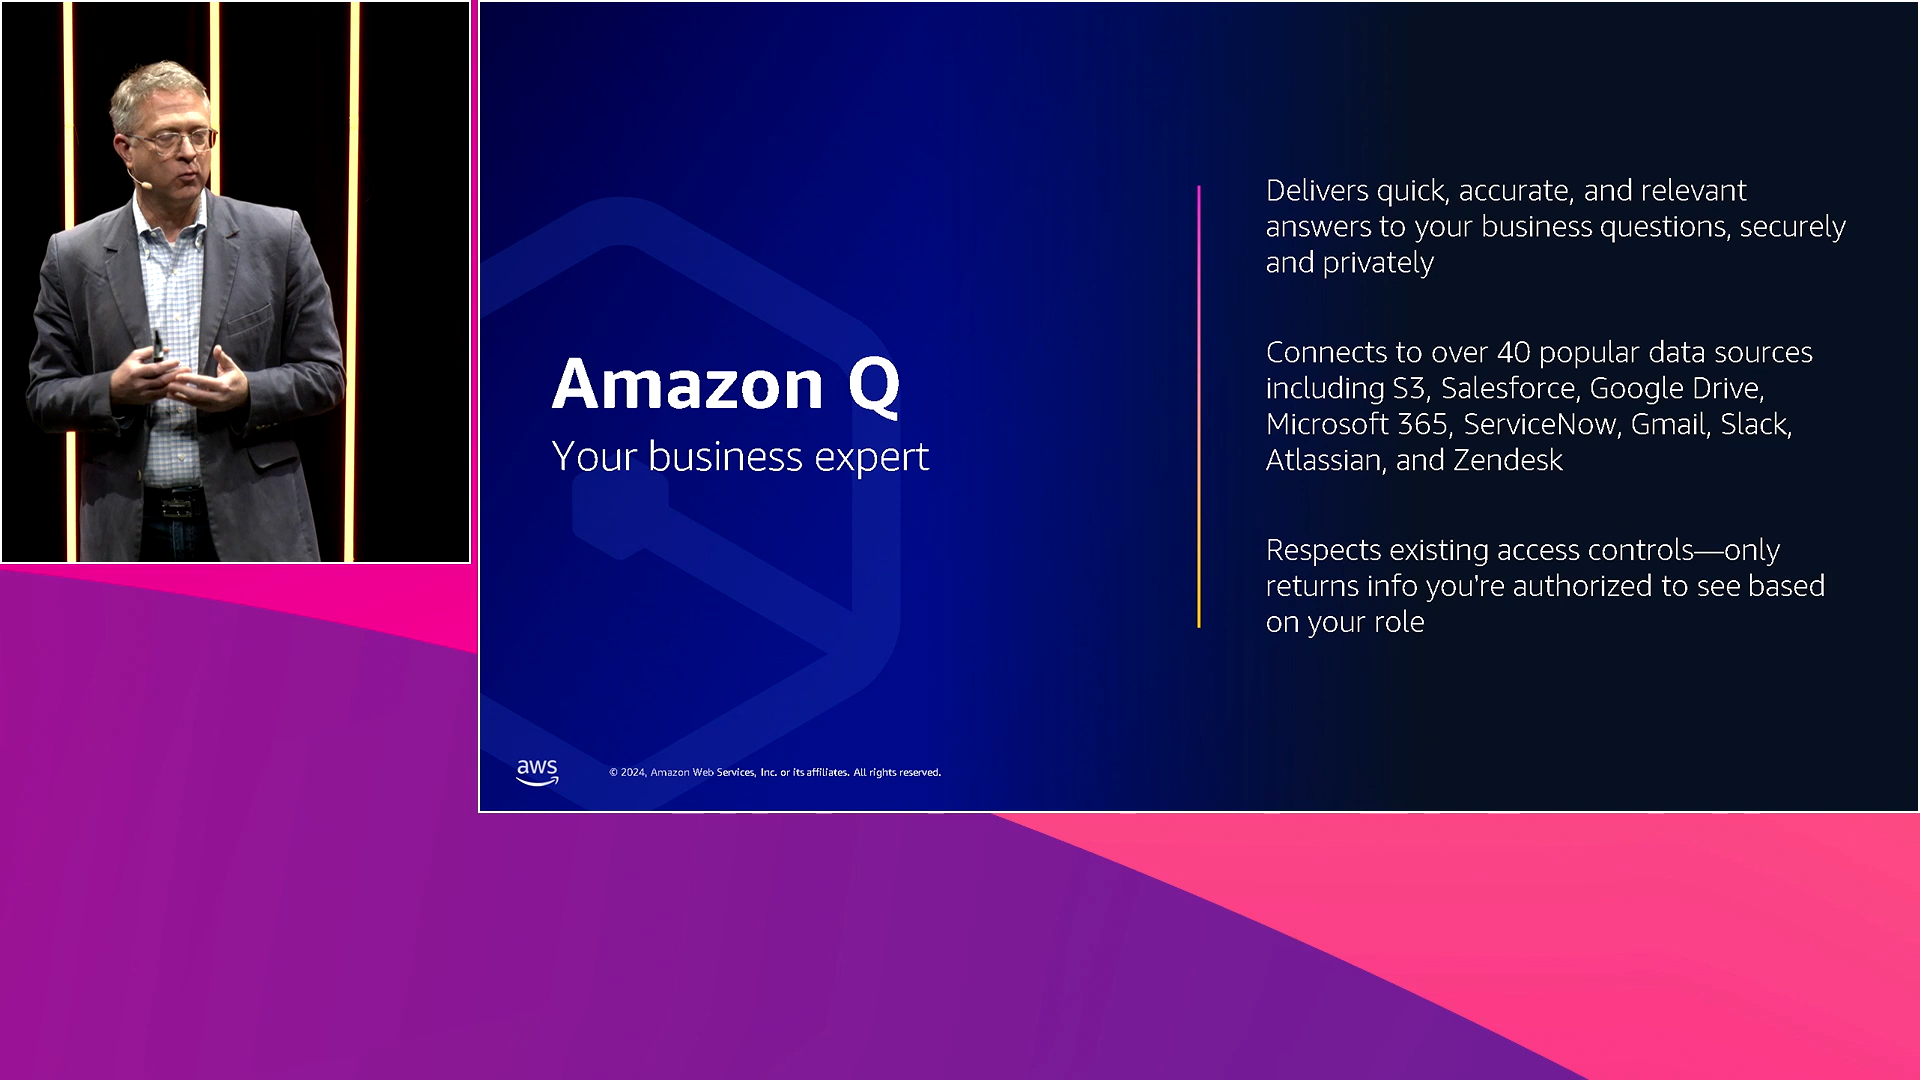 Amazon Q
Your business expert
Delivers quick, accurate, and relevant
answers to your business questions, securely
and privately
Connects to over 40 popular data sources
including S3, Salesforce, Google Drive,
Microsoft 365, ServiceNow, Gmail, Slack,
Atlassian, and Zendesk
Respects existing access controls—only
returns info you're authorized to see based
on your role
aws
© 2024, Amazon Web Services, Inc. or its affiliates. All rights reserved.